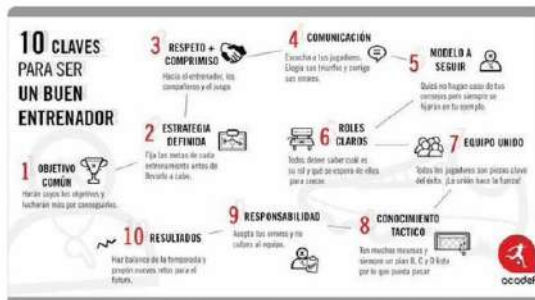 10 CLAVES
PARA SER
UN BUEN
ENTRENADOR
1 OBJETIVO
COMÚN
Harán suyos los objetivos y
lucharán más por conseguirlos.
2 ESTRATEGIA
DEFINIDA
Fija las metas de cada
entrenamiento antes de
llevarlo a cabo.
3 RESPETO +
COMPRIMISO
Hacia el entrenador, los
compañeros y el juego
4 COMUNICACIÓN
Escucha a tus jugadores.
Elogia sus triunfos y corrige
sus errores.
5 MODELO A
SEGUIR
Quizá no hagan caso de tus
consejos pero siempre se
fijarán en tu ejemplo.
6 ROLES
CLAROS
Todos deben saber cuál es
su rol y qué se espera de ellos
para crecer.
7 EQUIPO UNIDO
Todos los jugadores son piezas clave
del éxito. ¡La unión hace la fuerza!
8 CONOCIMIENTO
TACTICO
Ten muchos recursos y
siempre un plan B, C y D listo
por lo que pueda pasar
9 RESPONSABILIDAD
Acepta tus errores y no
culpes al equipo.
10 RESULTADOS
Haz balance de la temporada y
propón nuevos retos para el
futuro.
ocodef